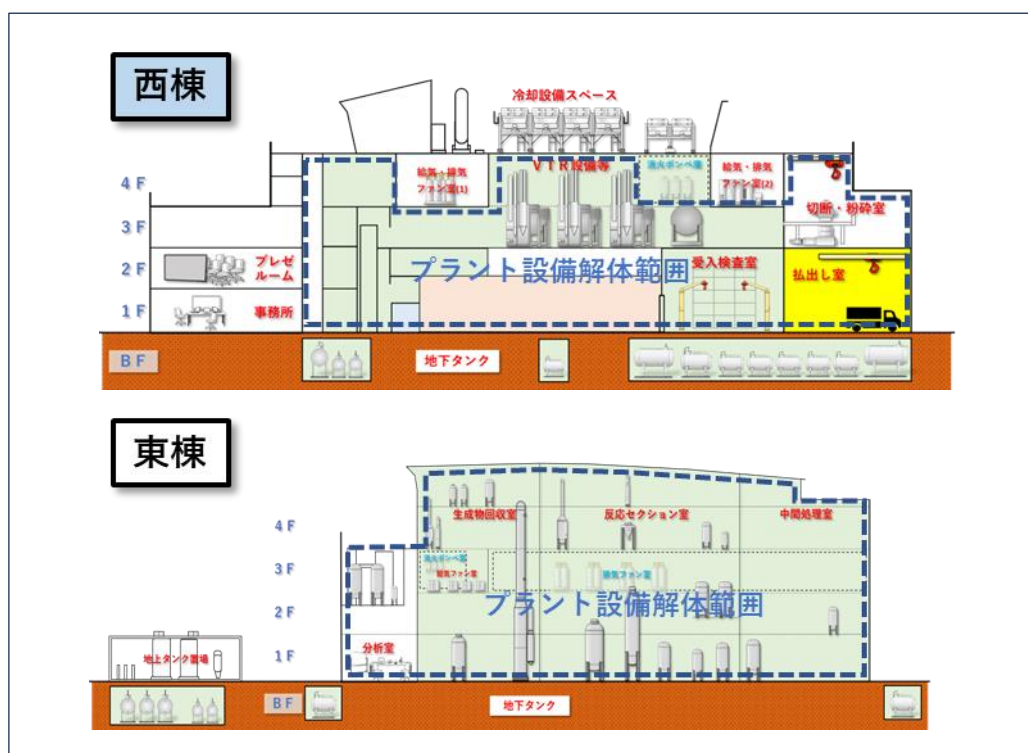 西棟
冷却設備スペース
4F
給気・排気
ファン室(1)
VTR設備等
消火ボンベ庫
給気・排気
ファン室(2)
3F
切断・粉砕室
2F
プレゼ
ルーム
プラント設備解体範囲
受入検査室
払出し室
1F
事務所
BF
地下タンク
東棟
4F
生成物回収室
反応セクション室
中間処理室
3F
給気ファン室
2F
プラント設備解体範囲
1F
地上タンク置場
分析室
BF
地下タンク